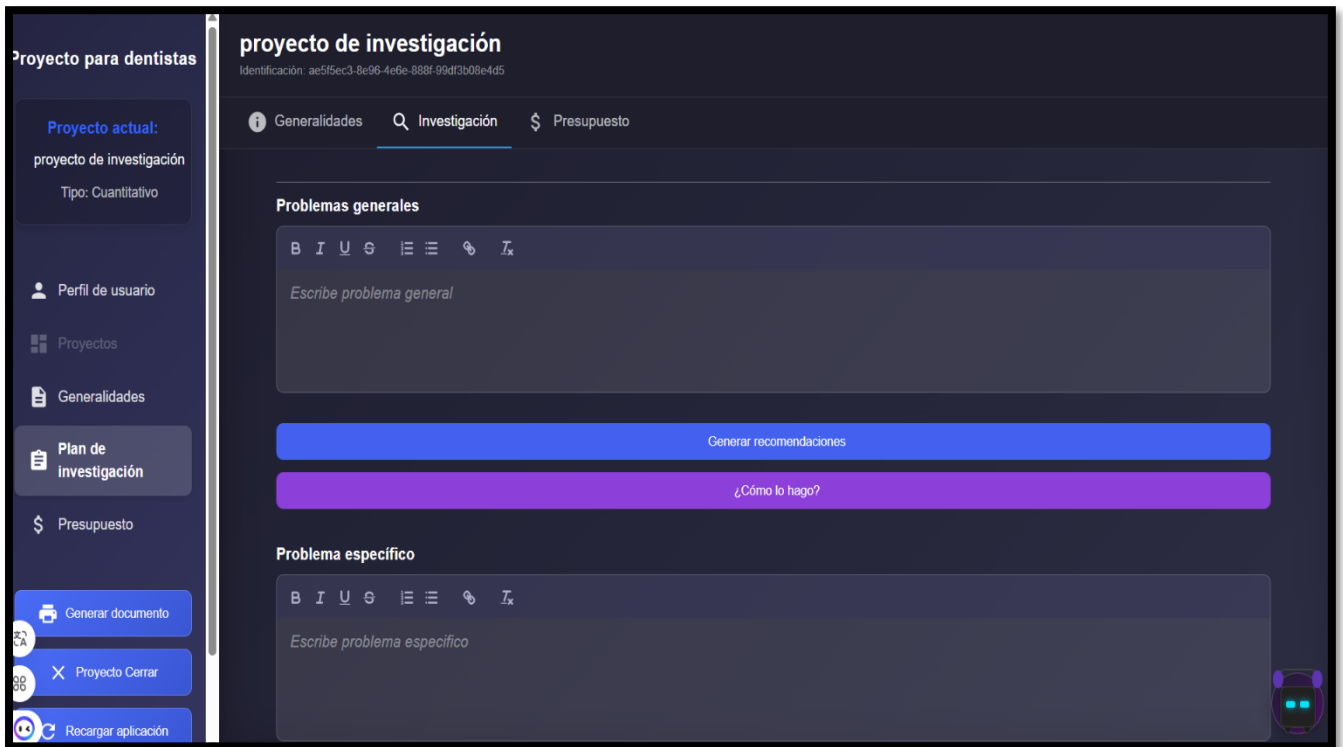 Proyecto para dentistas
Proyecto actual:
proyecto de investigación
Tipo: Cuantitativo
Perfil de usuario
Proyectos
Generalidades
Plan de
investigación
Presupuesto
Generar documento
Proyecto Cerrar
Recargar aplicación
proyecto de investigación
Identificación: ae5f5ec3-8e96-4e6e-888f-99df3b08e4d5
Generalidades Investigación Presupuesto
Problemas generales
B I U S
Escribe problema general
Generar recomendaciones
¿Cómo lo hago?
Problema específico
B I U S
Escribe problema especifico